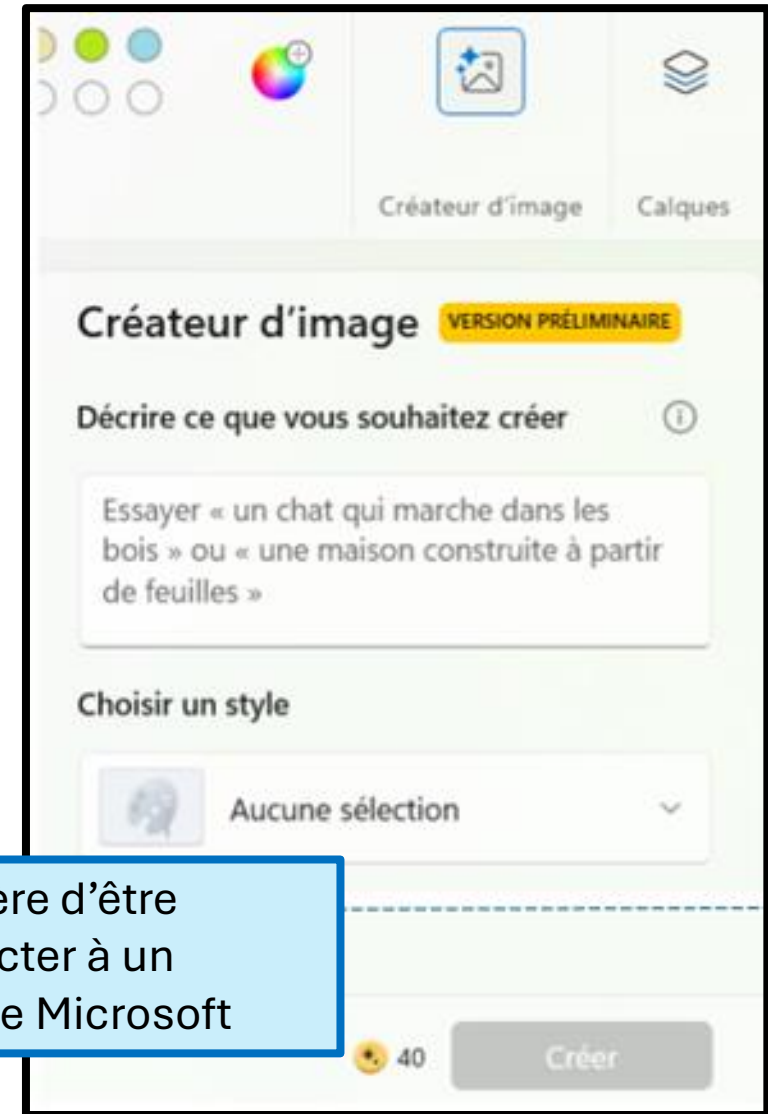 Créateur d'image Calques
Créateur d'image VERSION PRÉLIMINAIRE
Décrire ce que vous souhaitez créer
Essayer « un chat qui marche dans les
bois » ou « une maison construite à partir
de feuilles »
Choisir un style
Aucune sélection
d'être
à un
Microsoft
40 Créer